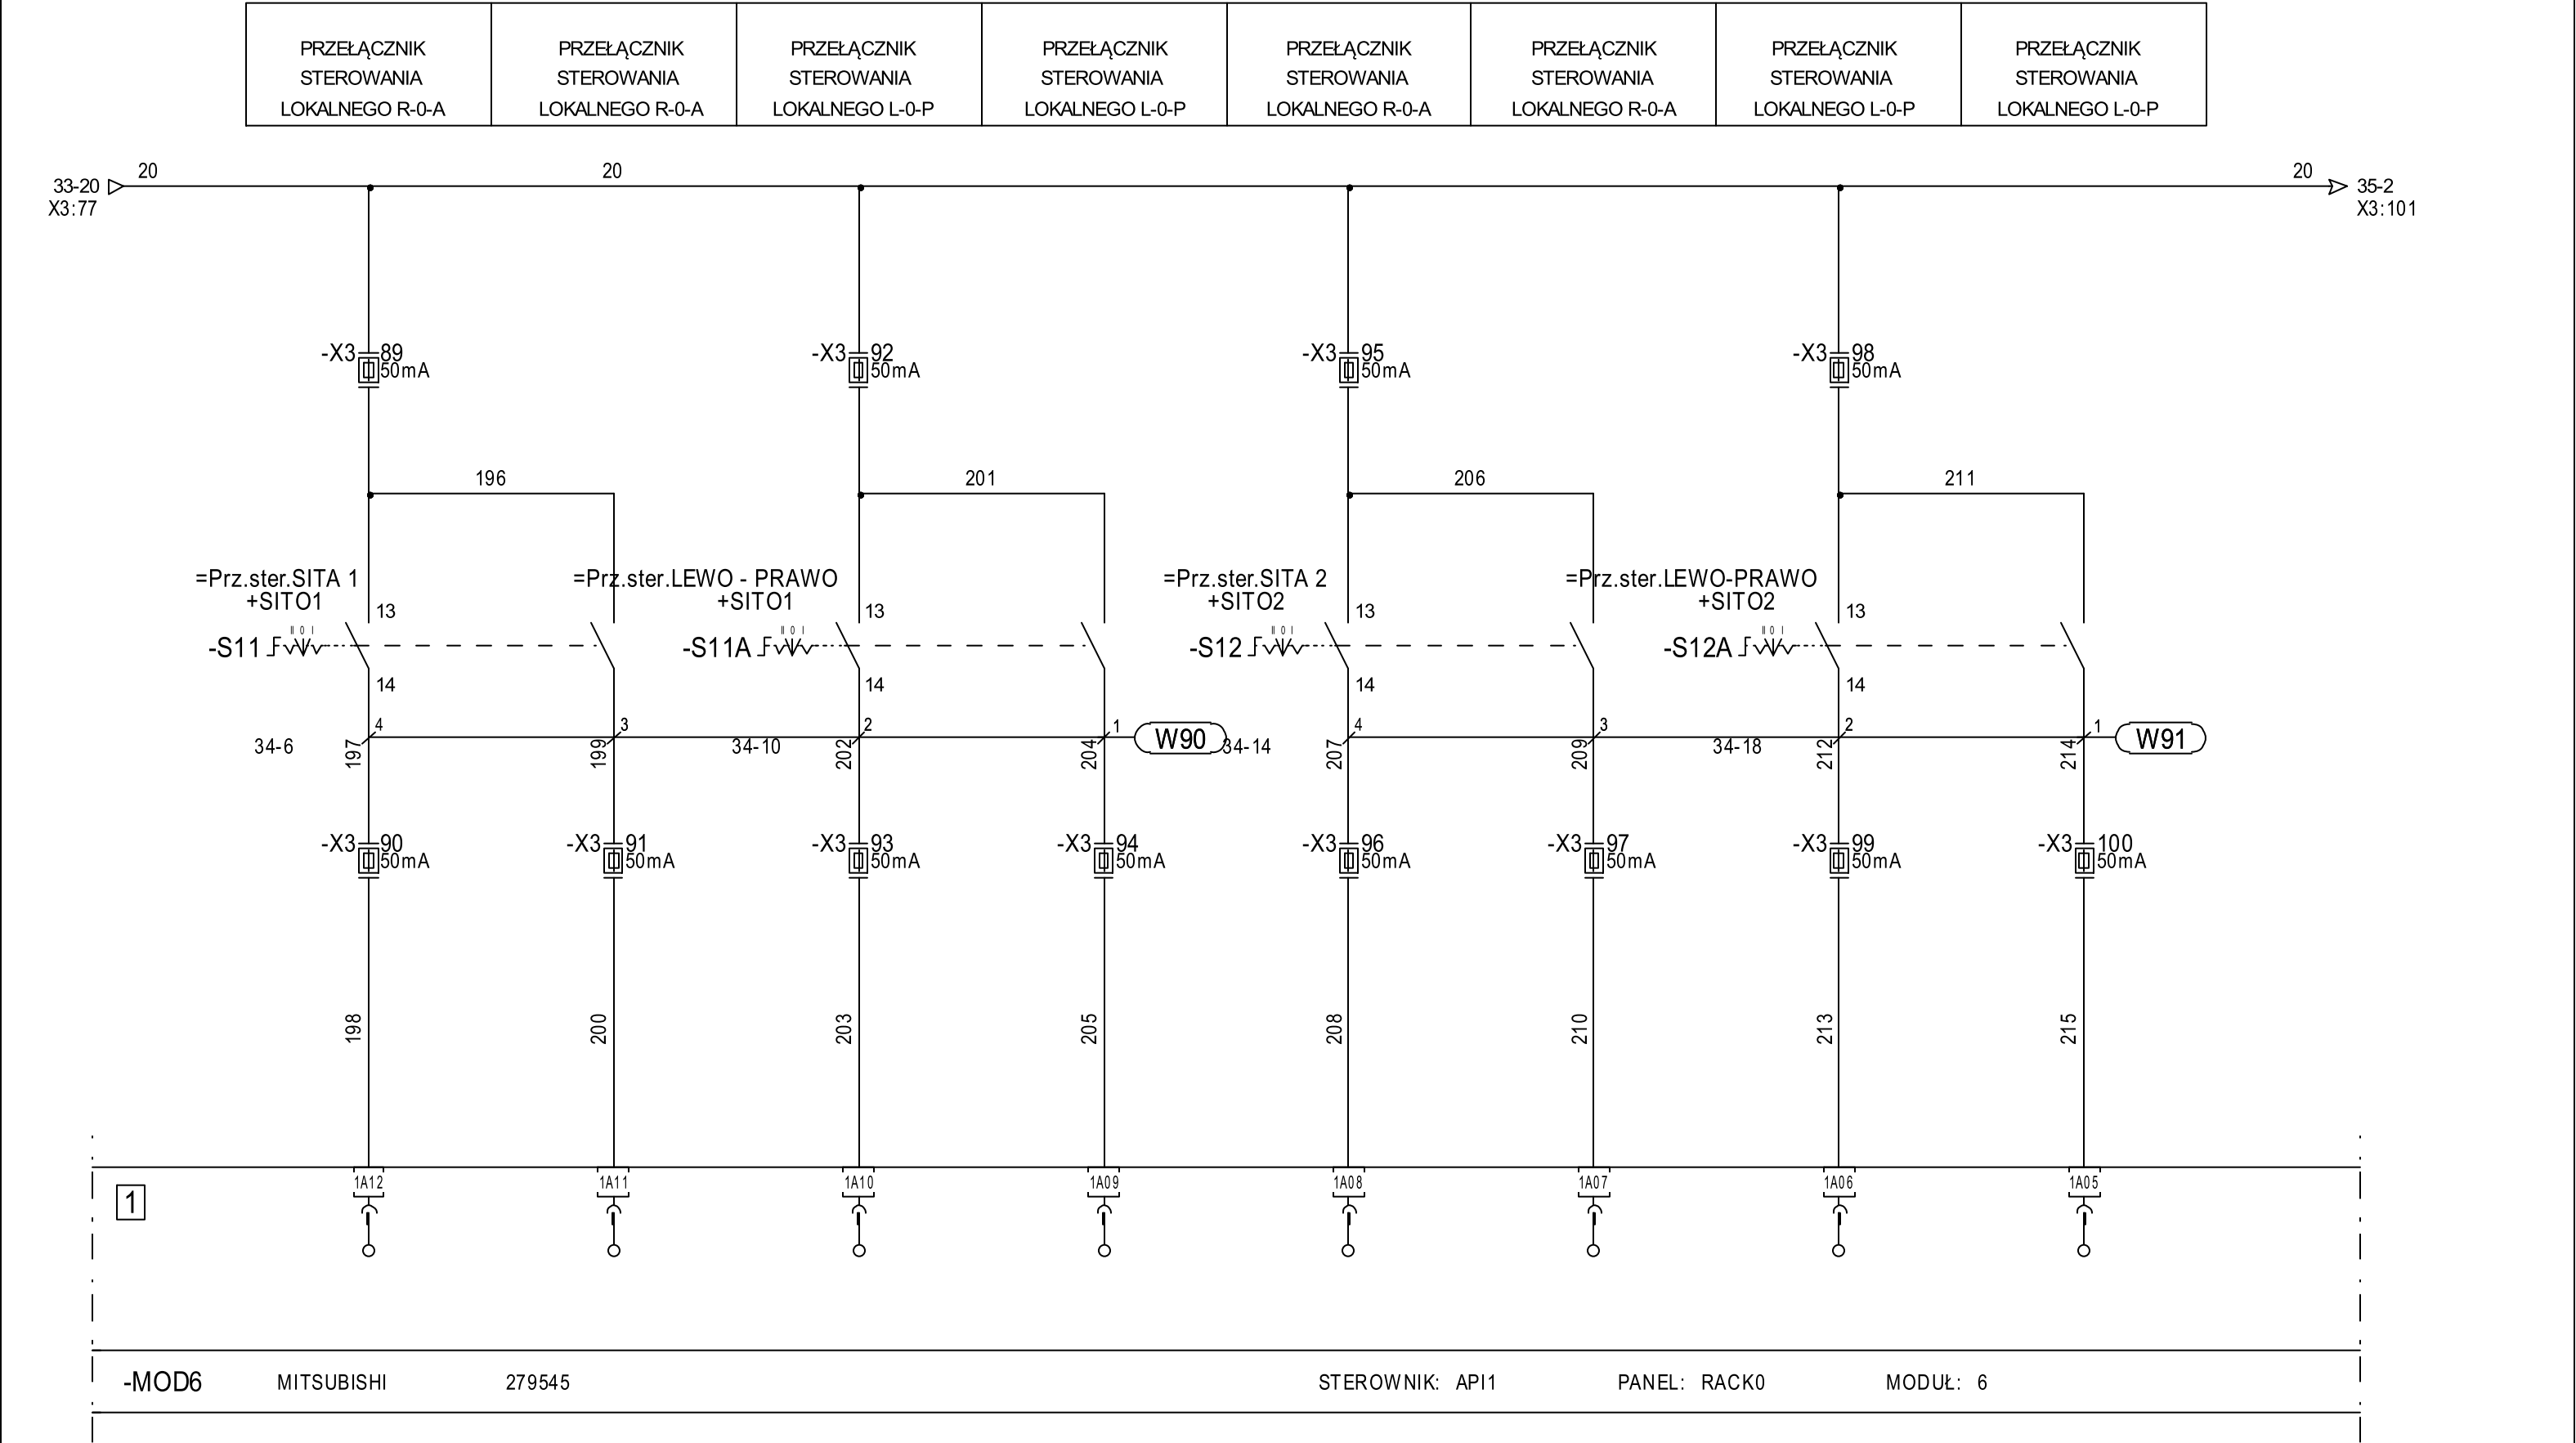 PRZEŁĄCZNIK STEROWANIA LOKALNEGO R-0-A
PRZEŁĄCZNIK STEROWANIA LOKALNEGO R-0-A
PRZEŁĄCZNIK STEROWANIA LOKALNEGO L-0-P
PRZEŁĄCZNIK STEROWANIA LOKALNEGO L-0-P
PRZEŁĄCZNIK STEROWANIA LOKALNEGO R-0-A
PRZEŁĄCZNIK STEROWANIA LOKALNEGO R-0-A
PRZEŁĄCZNIK STEROWANIA LOKALNEGO L-0-P
PRZEŁĄCZNIK STEROWANIA LOKALNEGO L-0-P
20 20 20
33-20 35-2
X3:77 X3:101
-X3 89 -X3 92 -X3 95 -X3 98
50mA 50mA 50mA 50mA
196 201 206 211
=Prz.ster.SITA 1 =Prz.ster.LEWO - PRAWO =Prz.ster.SITA 2 =Prz.ster.LEWO-PRAWO
+SITO1 +SITO1 +SITO2 +SITO2
13 13 13 13
II 0 I II 0 I II 0 I II 0 I
-S11 -S11A -S12 -S12A
14 14 14 14
4 3 2 1 4 3 2 1
W90 W91
34-6 34-10 34-14 34-18
197 199 202 204 207 209 212 214
-X3 90 -X3 91 -X3 93 -X3 94 -X3 96 -X3 97 -X3 99 -X3 100
50mA 50mA 50mA 50mA 50mA 50mA 50mA 50mA
198 200 203 205 208 210 213 215
1A12 1A11 1A10 1A09 1A08 1A07 1A06 1A05
1
-MOD6 MITSUBISHI 279545 STEROWNIK: API1 PANEL: RACK0 MODUŁ: 6